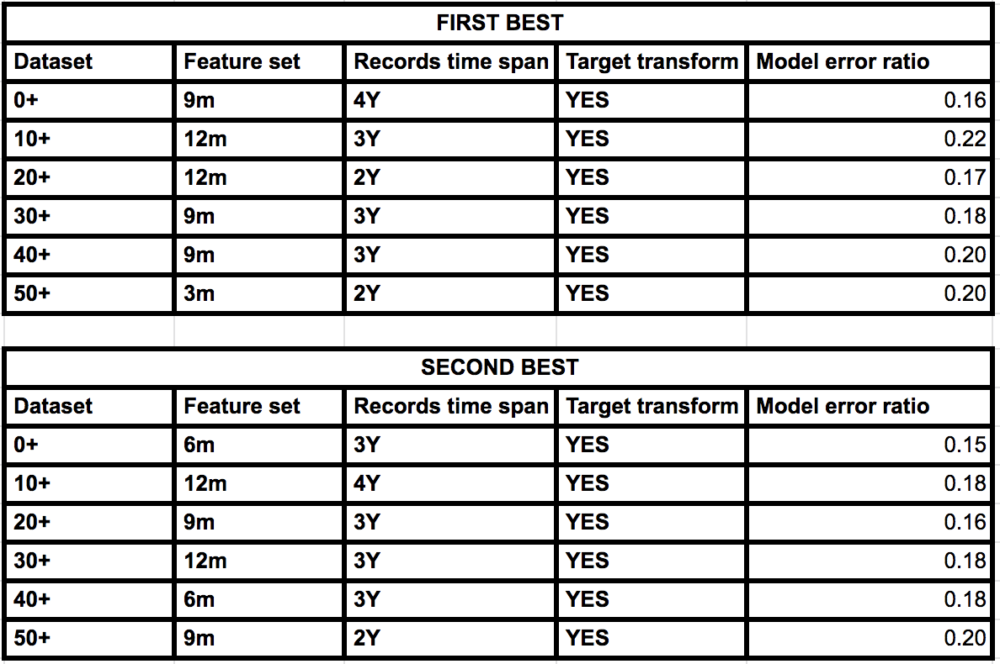 FIRST BEST
Dataset Feature set Records time span Target transform Model error ratio
0+ 9m 4Y YES 0.16
10+ 12m 3Y YES 0.22
20+ 12m 2Y YES 0.17
30+ 9m 3Y YES 0.18
40+ 9m 3Y YES 0.20
50+ 3m 2Y YES 0.20
SECOND BEST
Dataset Feature set Records time span Target transform Model error ratio
0+ 6m 3Y YES 0.15
10+ 12m 4Y YES 0.18
20+ 9m 3Y YES 0.16
30+ 12m 3Y YES 0.18
40+ 6m 3Y YES 0.18
50+ 9m 2Y YES 0.20